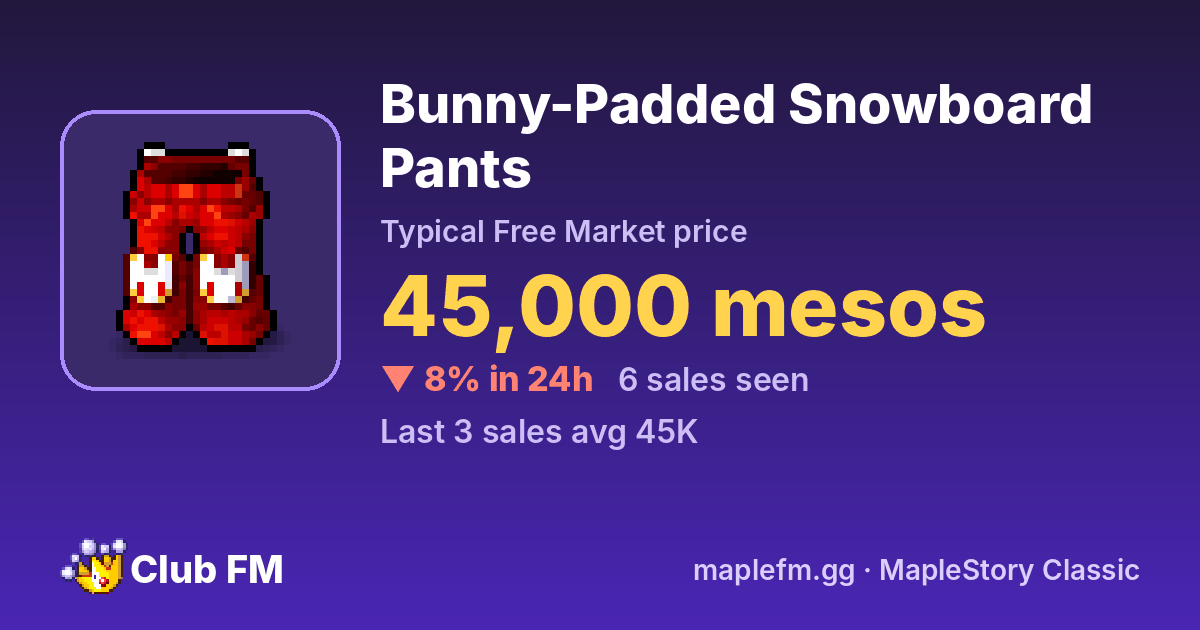 Bunny-Padded Snowboard
Pants
Typical Free Market price
45,000 mesos
▼ 8% in 24h 6 sales seen
Last 3 sales avg 45K
Club FM
maplefm.gg · MapleStory Classic